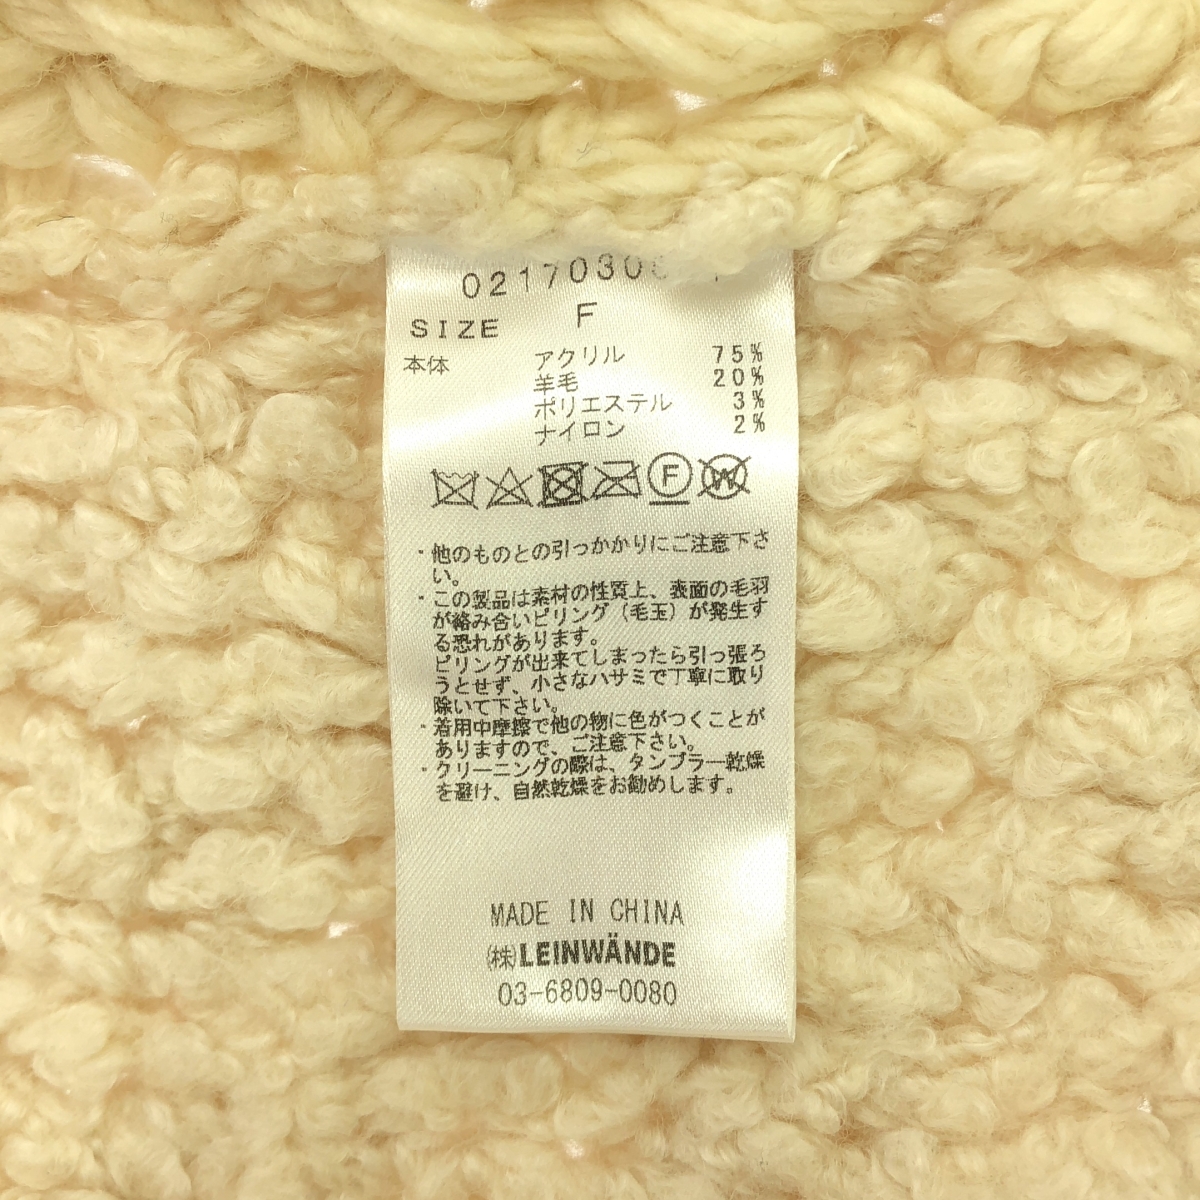 0217030
SIZE F
本体 アクリル 75%
羊毛 20%
ポリエステル 3%
ナイロン 2%
F W
・他のものとの引っかかりにご注意下さ
い。
・この製品は素材の性質上、表面の毛羽
が絡み合いピリング（毛玉）が発生す
る恐れがあります。
ピリングが出来てしまったら引っ張ろ
うとせず、小さなハサミで丁寧に取り
除いて下さい。
・着用中摩擦で他の物に色がつくことが
ありますので、ご注意下さい。
・クリーニングの際は、タンブラー乾燥
を避け、自然乾燥をお勧めします。
MADE IN CHINA
(株)LEINWÄNDE
03-6809-0080